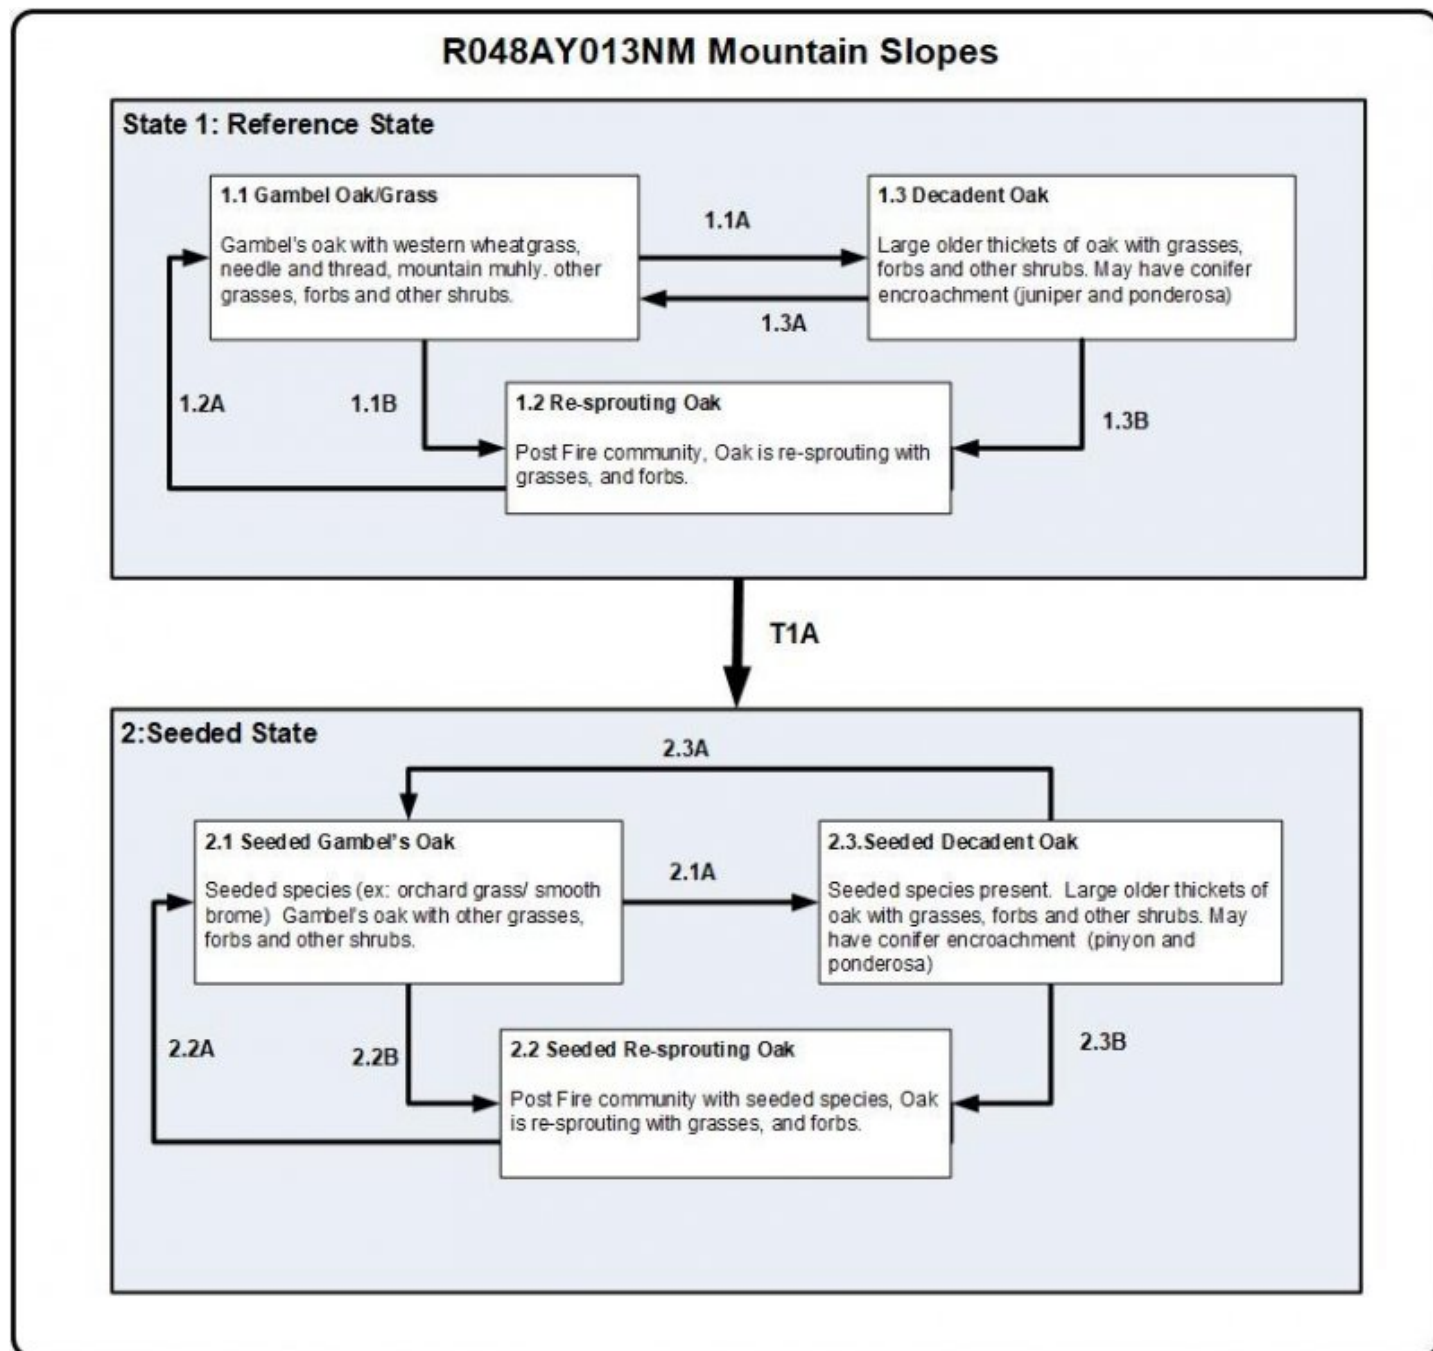 R048AY013NM Mountain Slopes
State 1: Reference State
1.1 Gambel Oak/Grass
Gambel's oak with western wheatgrass,
needle and thread, mountain muhly. other
grasses, forbs and other shrubs.
1.1A
1.3A
1.3 Decadent Oak
Large older thickets of oak with grasses,
forbs and other shrubs. May have conifer
encroachment (juniper and ponderosa)
1.2A
1.1B
1.2 Re-sprouting Oak
Post Fire community, Oak is re-sprouting with
grasses, and forbs.
1.3B
T1A
2:Seeded State
2.3A
2.1 Seeded Gambel's Oak
Seeded species (ex: orchard grass/ smooth
brome) Gambel's oak with other grasses,
forbs and other shrubs.
2.1A
2.3.Seeded Decadent Oak
Seeded species present. Large older thickets of
oak with grasses, forbs and other shrubs. May
have conifer encroachment (pinyon and
ponderosa)
2.2A
2.2B
2.2 Seeded Re-sprouting Oak
Post Fire community with seeded species, Oak
is re-sprouting with grasses, and forbs.
2.3B